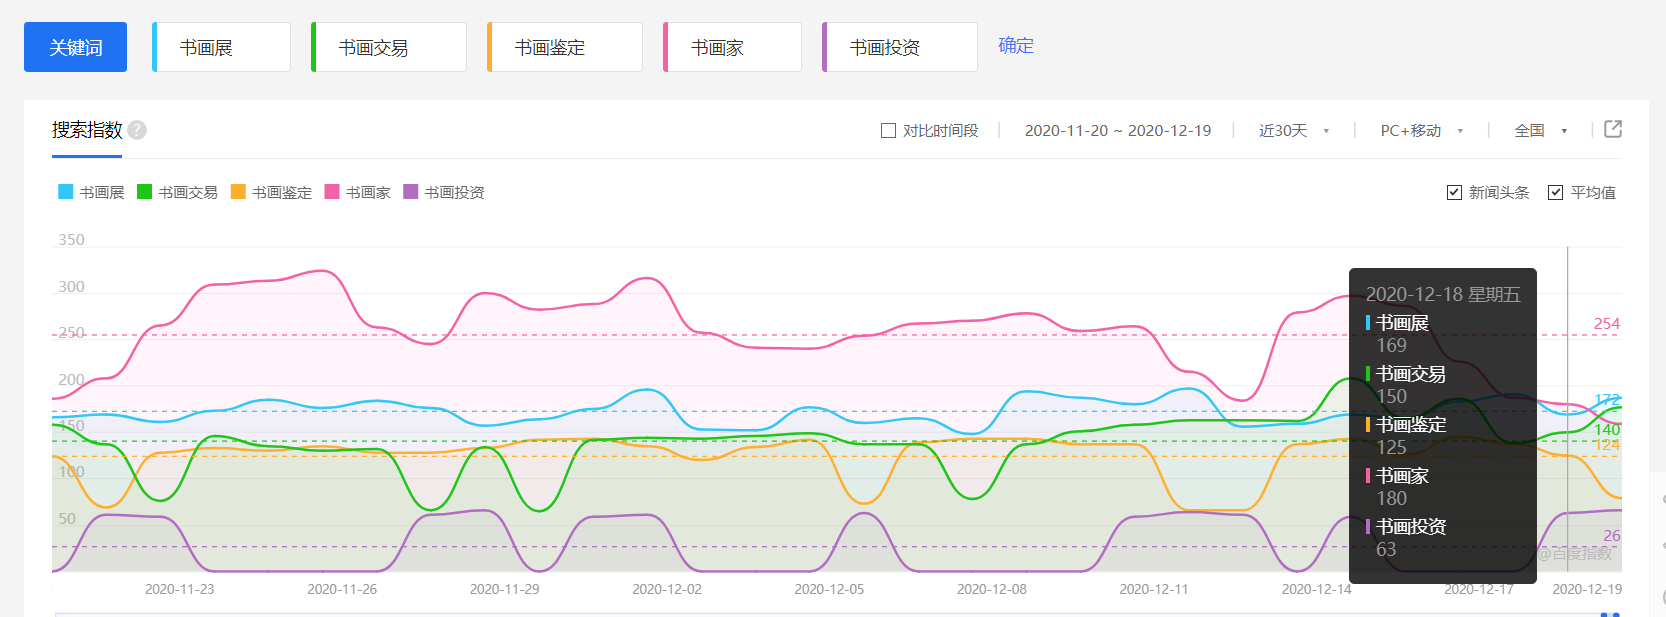 关键词 书画展 书画交易 书画鉴定 书画家 书画投资 确定
搜索指数 ? 对比时间段 2020-11-20 ~ 2020-12-19 近30天 PC+移动 全国
书画展 书画交易 书画鉴定 书画家 书画投资 新闻头条 平均值
350
300
250
200
150
100
50
254
172
140
124
26
2020-12-18 星期五
书画展
169
书画交易
150
书画鉴定
125
书画家
180
书画投资
63
@百度指数
2020-11-23 2020-11-26 2020-11-29 2020-12-02 2020-12-05 2020-12-08 2020-12-11 2020-12-14 2020-12-17 2020-12-19